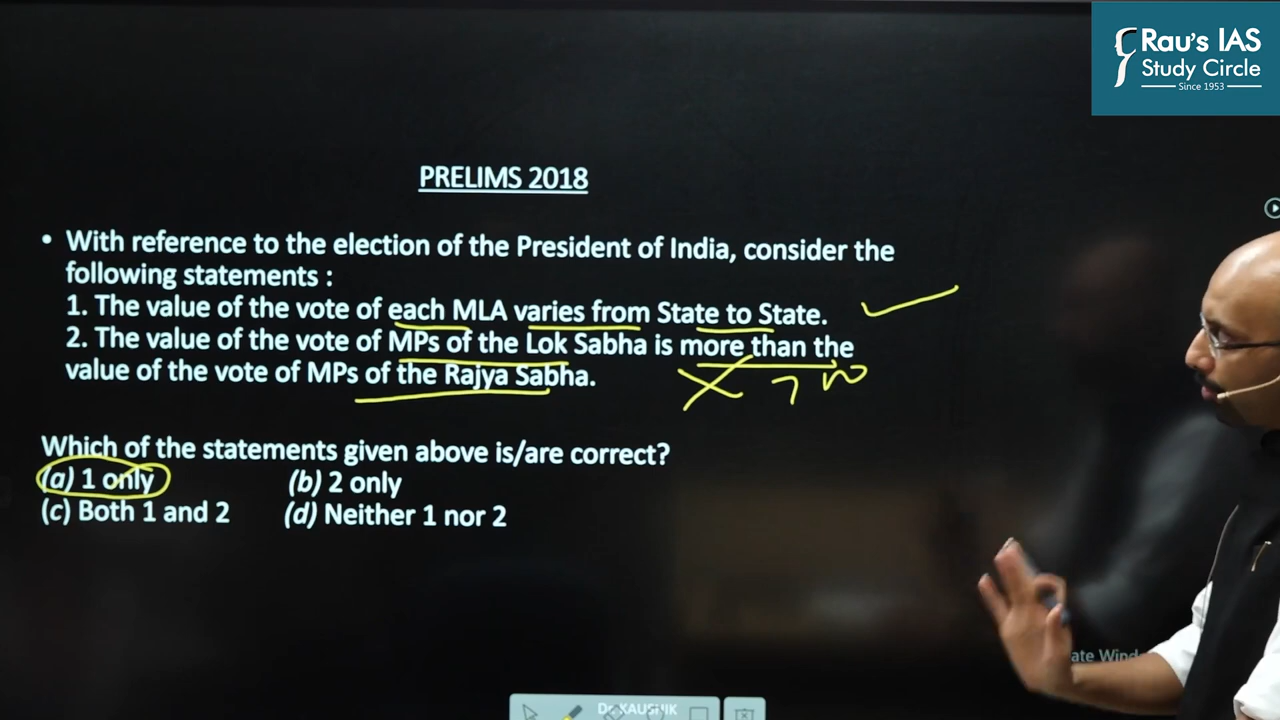 Rau's IAS
Study Circle
Since 1953
PRELIMS 2018
• With reference to the election of the President of India, consider the
following statements :
1. The value of the vote of each MLA varies from State to State.
2. The value of the vote of MPs of the Lok Sabha is more than the
value of the vote of MPs of the Rajya Sabha.
Which of the statements given above is/are correct?
(a) 1 only (b) 2 only
(c) Both 1 and 2 (d) Neither 1 nor 2